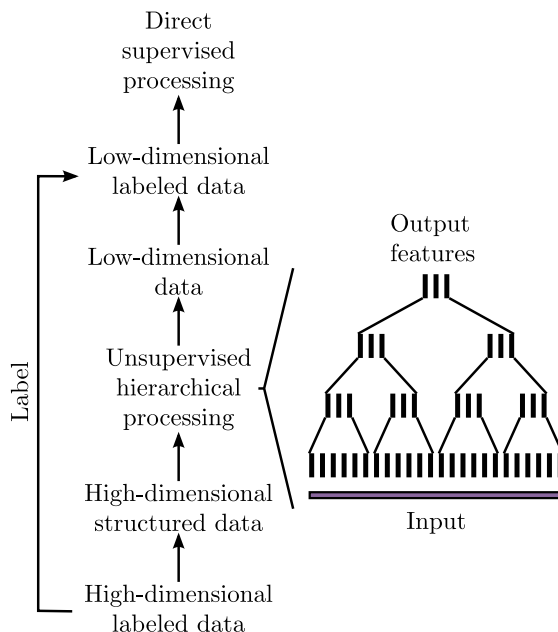 Direct
supervised
processing
Low-dimensional
labeled data
Low-dimensional
data
Unsupervised
hierarchical
processing
High-dimensional
structured data
High-dimensional
labeled data
Label
Output
features
Input